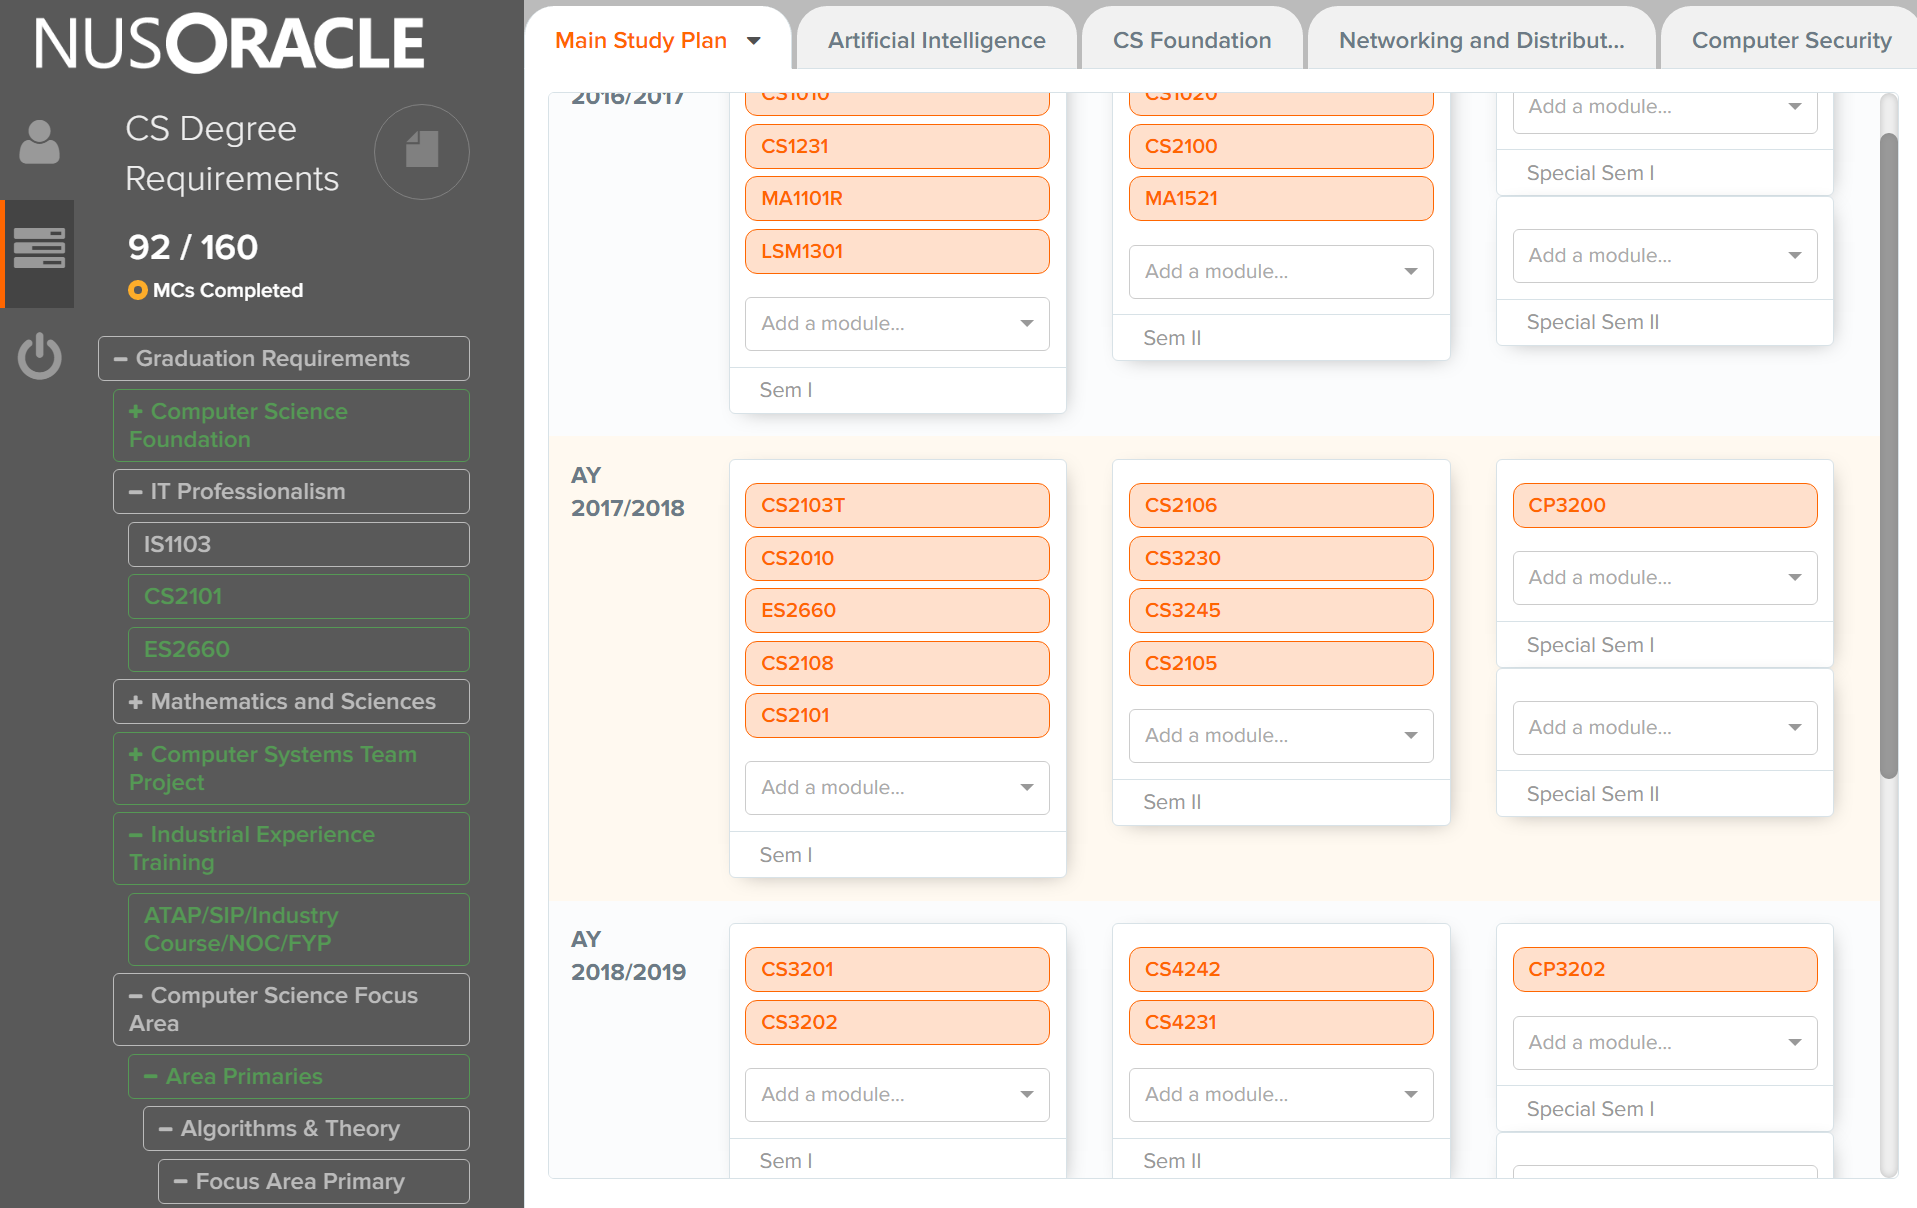 NUSORACLE
CS Degree
Requirements
92 / 160
MCs Completed
– Graduation Requirements
+ Computer Science
Foundation
– IT Professionalism
IS1103
CS2101
ES2660
+ Mathematics and Sciences
+ Computer Systems Team
Project
– Industrial Experience
Training
ATAP/SIP/Industry
Course/NOC/FYP
– Computer Science Focus
Area
– Area Primaries
– Algorithms & Theory
– Focus Area Primary
Main Study Plan
Artificial Intelligence
CS Foundation
Networking and Distribut...
Computer Security
2016/2017
CS1010
CS1231
MA1101R
LSM1301
Add a module...
Sem I
CS1020
CS2100
MA1521
Add a module...
Sem II
Add a module...
Special Sem I
Add a module...
Special Sem II
AY
2017/2018
CS2103T
CS2010
ES2660
CS2108
CS2101
Add a module...
Sem I
CS2106
CS3230
CS3245
CS2105
Add a module...
Sem II
CP3200
Add a module...
Special Sem I
Add a module...
Special Sem II
AY
2018/2019
CS3201
CS3202
Add a module...
Sem I
CS4242
CS4231
Add a module...
Sem II
CP3202
Add a module...
Special Sem I